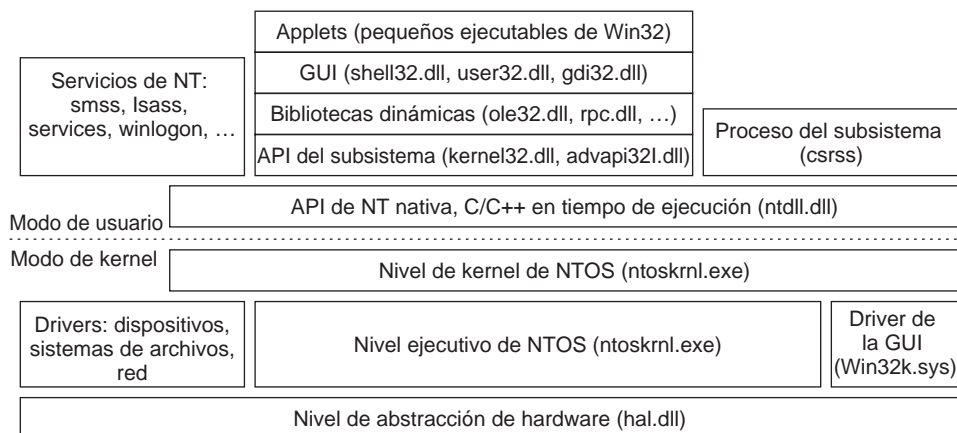 Applets (pequeños ejecutables de Win32)
Servicios de NT:
smss, lsass,
services, winlogon, …
GUI (shell32.dll, user32.dll, gdi32.dll)
Bibliotecas dinámicas (ole32.dll, rpc.dll, …)
API del subsistema (kernel32.dll, advapi32I.dll)
Proceso del subsistema
(csrss)
API de NT nativa, C/C++ en tiempo de ejecución (ntdll.dll)
Modo de usuario
Modo de kernel
Nivel de kernel de NTOS (ntoskrnl.exe)
Drivers: dispositivos,
sistemas de archivos,
red
Nivel ejecutivo de NTOS (ntoskrnl.exe)
Driver de
la GUI
(Win32k.sys)
Nivel de abstracción de hardware (hal.dll)